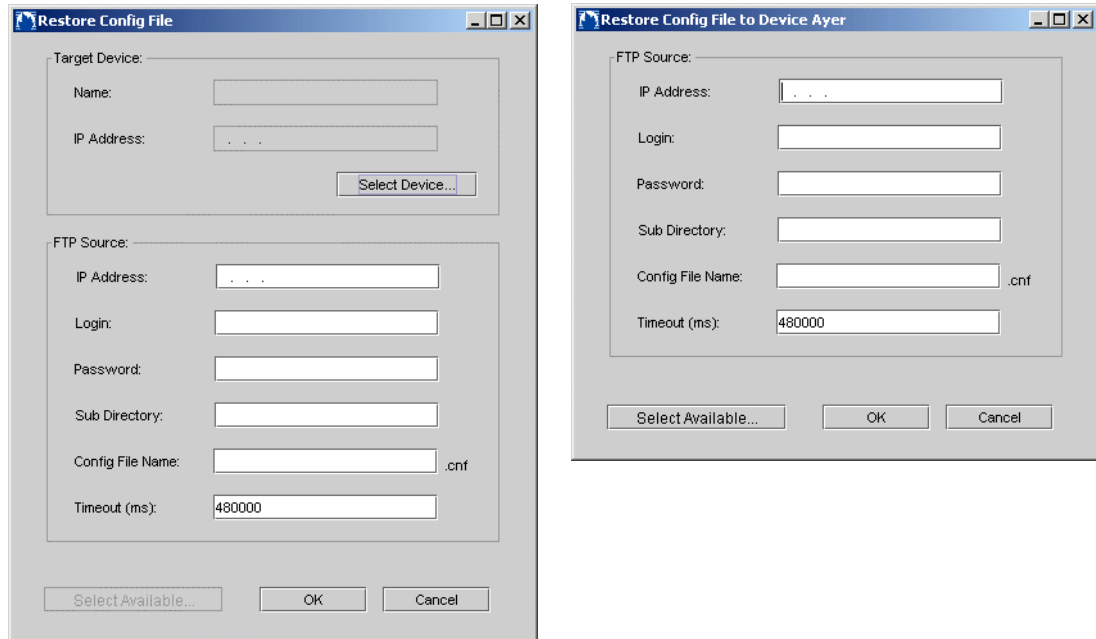 Restore Config File
Target Device:
Name:
IP Address: . . .
Select Device...
FTP Source:
IP Address: . . .
Login:
Password:
Sub Directory:
Config File Name: .cnf
Timeout (ms): 480000
Select Available... OK Cancel
Restore Config File to Device Ayer
FTP Source:
IP Address: . . .
Login:
Password:
Sub Directory:
Config File Name: .cnf
Timeout (ms): 480000
Select Available... OK Cancel